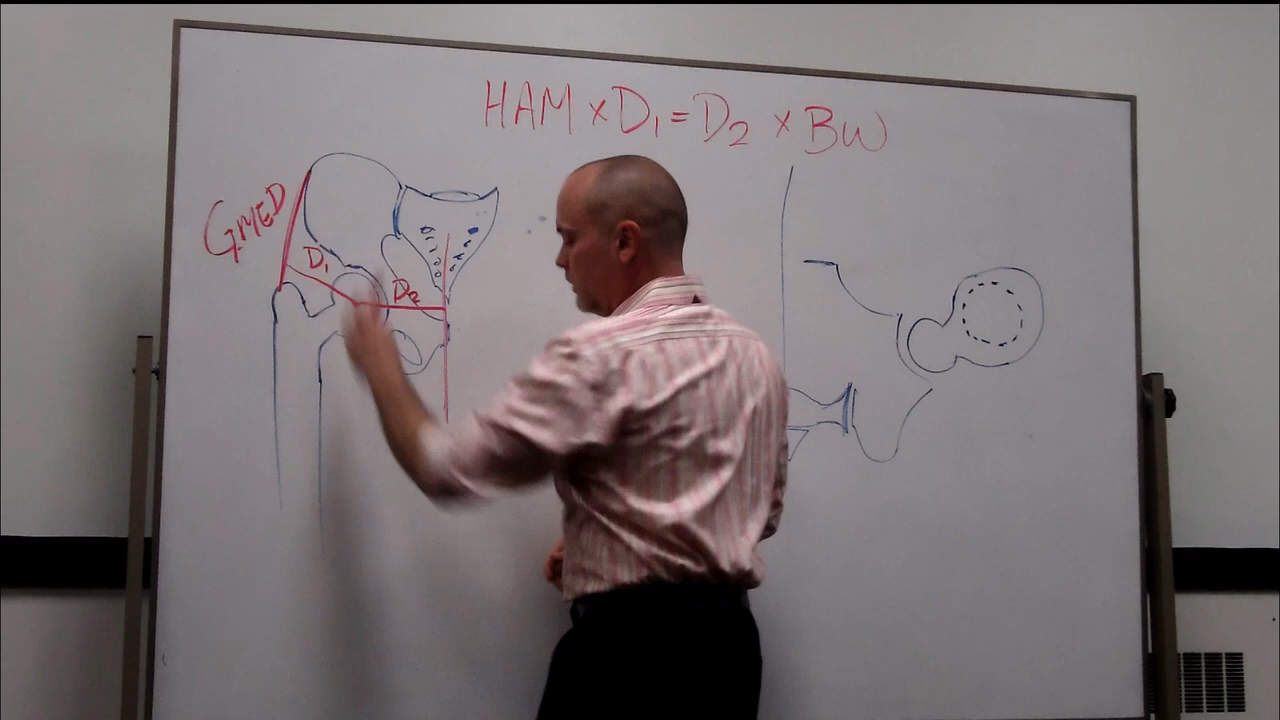 HAM × D₁ = D₂ × BW
GMED
D₁
D₂